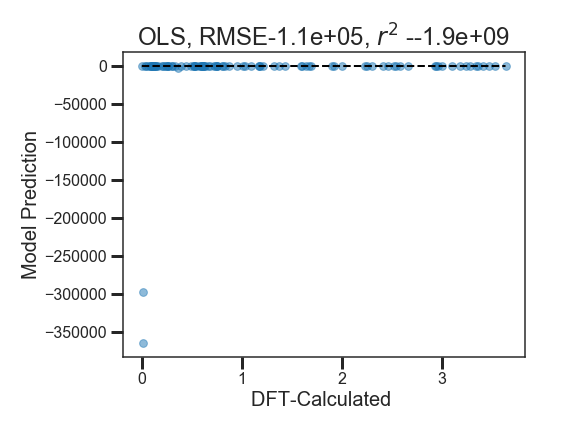 OLS, RMSE-1.1e+05, r² --1.9e+09
0
−50000
−100000
−150000
−200000
−250000
−300000
−350000
Model Prediction
0 1 2 3
DFT-Calculated